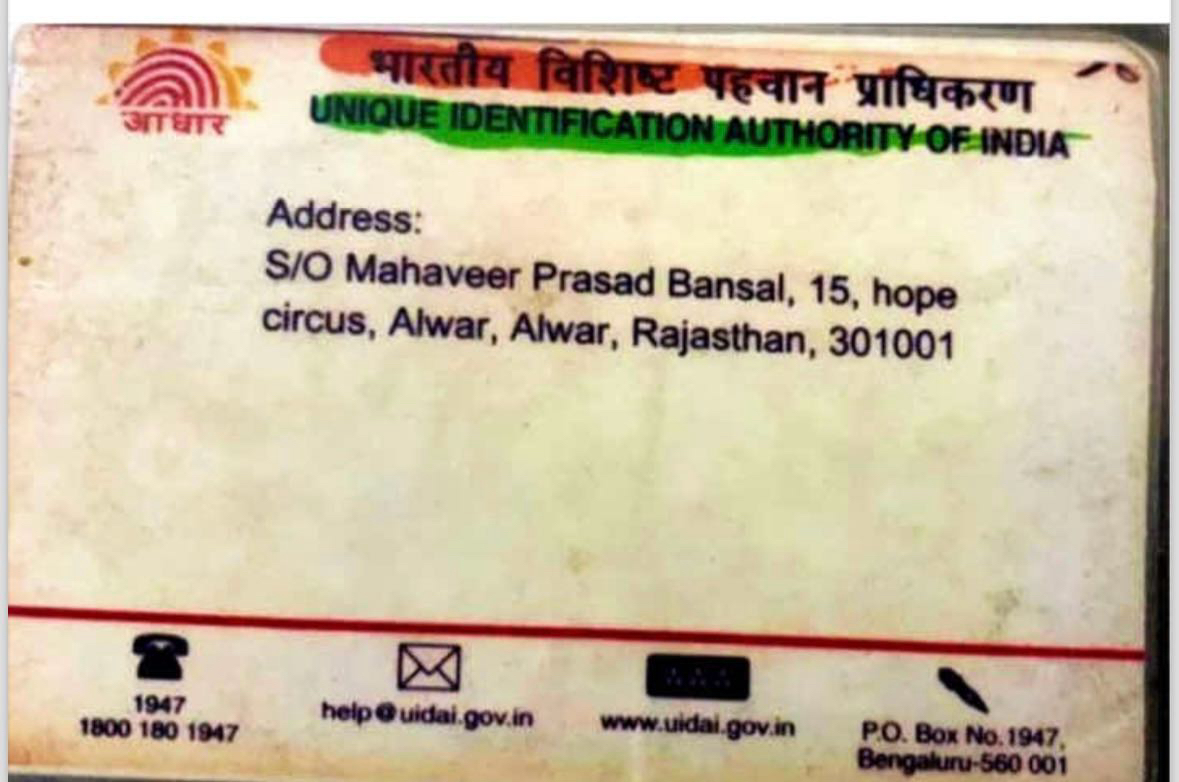 आधार
भारतीय विशिष्ट पहचान प्राधिकरण
UNIQUE IDENTIFICATION AUTHORITY OF INDIA
Address:
S/O Mahaveer Prasad Bansal, 15, hope
circus, Alwar, Alwar, Rajasthan, 301001
1947
1800 180 1947
help@uidai.gov.in
www.uidai.gov.in
P.O. Box No.1947,
Bengaluru-560 001